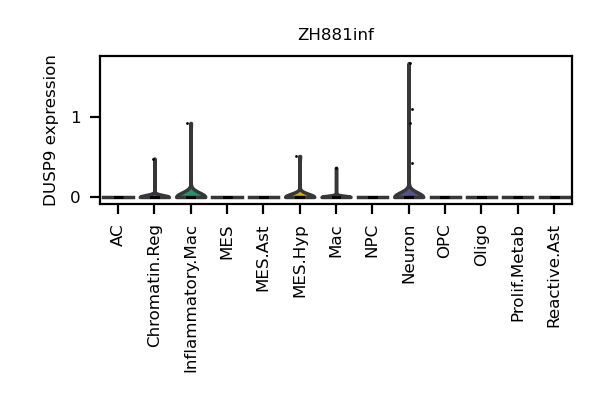 ZH881inf
DUSP9 expression
1
0
AC
Chromatin.Reg
Inflammatory.Mac
MES
MES.Ast
MES.Hyp
Mac
NPC
Neuron
OPC
Oligo
Prolif.Metab
Reactive.Ast